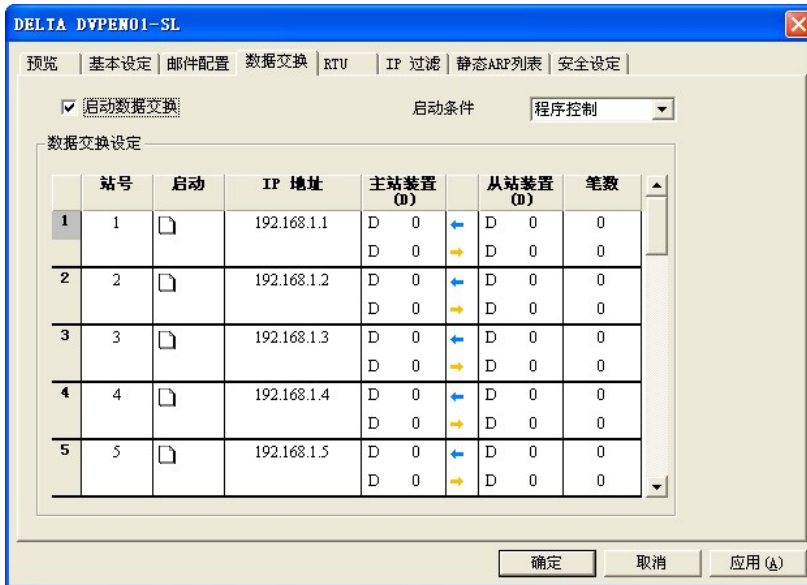 DELTA DVPEN01-SL
预览 基本设定 邮件配置 数据交换 RTU IP 过滤 静态ARP列表 安全设定
启动数据交换 启动条件 程序控制
数据交换设定
站号 启动 IP 地址 主站装置 (D) 从站装置 (D) 笔数
1 1 192.168.1.1 D 0 D 0 0
D 0 D 0 0
2 2 192.168.1.2 D 0 D 0 0
D 0 D 0 0
3 3 192.168.1.3 D 0 D 0 0
D 0 D 0 0
4 4 192.168.1.4 D 0 D 0 0
D 0 D 0 0
5 5 192.168.1.5 D 0 D 0 0
D 0 D 0 0
确定 取消 应用(A)